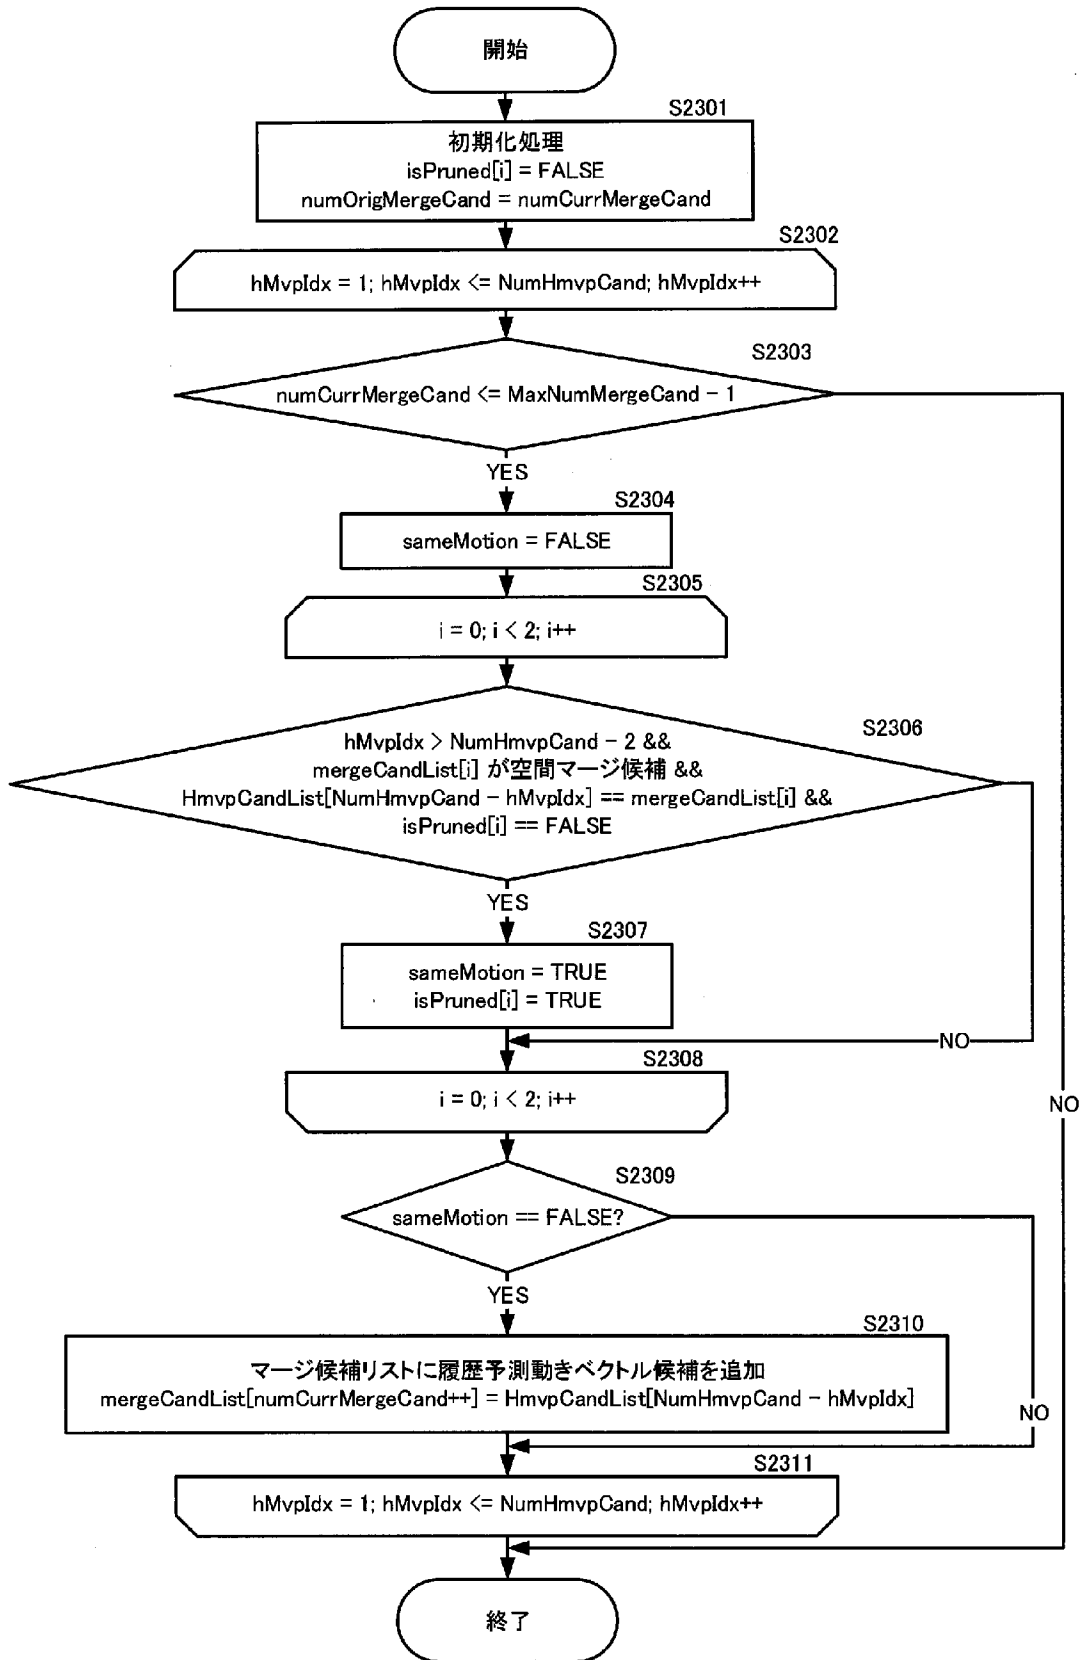 開始
S2301
初期化処理
isPruned[i] = FALSE
numOrigMergeCand = numCurrMergeCand
S2302
hMvpIdx = 1; hMvpIdx <= NumHmvpCand; hMvpIdx++
S2303
numCurrMergeCand <= MaxNumMergeCand - 1
YES
S2304
sameMotion = FALSE
S2305
i = 0; i < 2; i++
S2306
hMvpIdx > NumHmvpCand - 2 &&
mergeCandList[i] が空間マージ候補 &&
HmvpCandList[NumHmvpCand - hMvpIdx] == mergeCandList[i] &&
isPruned[i] == FALSE
YES
S2307
sameMotion = TRUE
isPruned[i] = TRUE
NO
S2308
i = 0; i < 2; i++
NO
S2309
sameMotion == FALSE?
YES
S2310
マージ候補リストに履歴予測動きベクトル候補を追加
mergeCandList[numCurrMergeCand++] = HmvpCandList[NumHmvpCand - hMvpIdx]
NO
S2311
hMvpIdx = 1; hMvpIdx <= NumHmvpCand; hMvpIdx++
終了